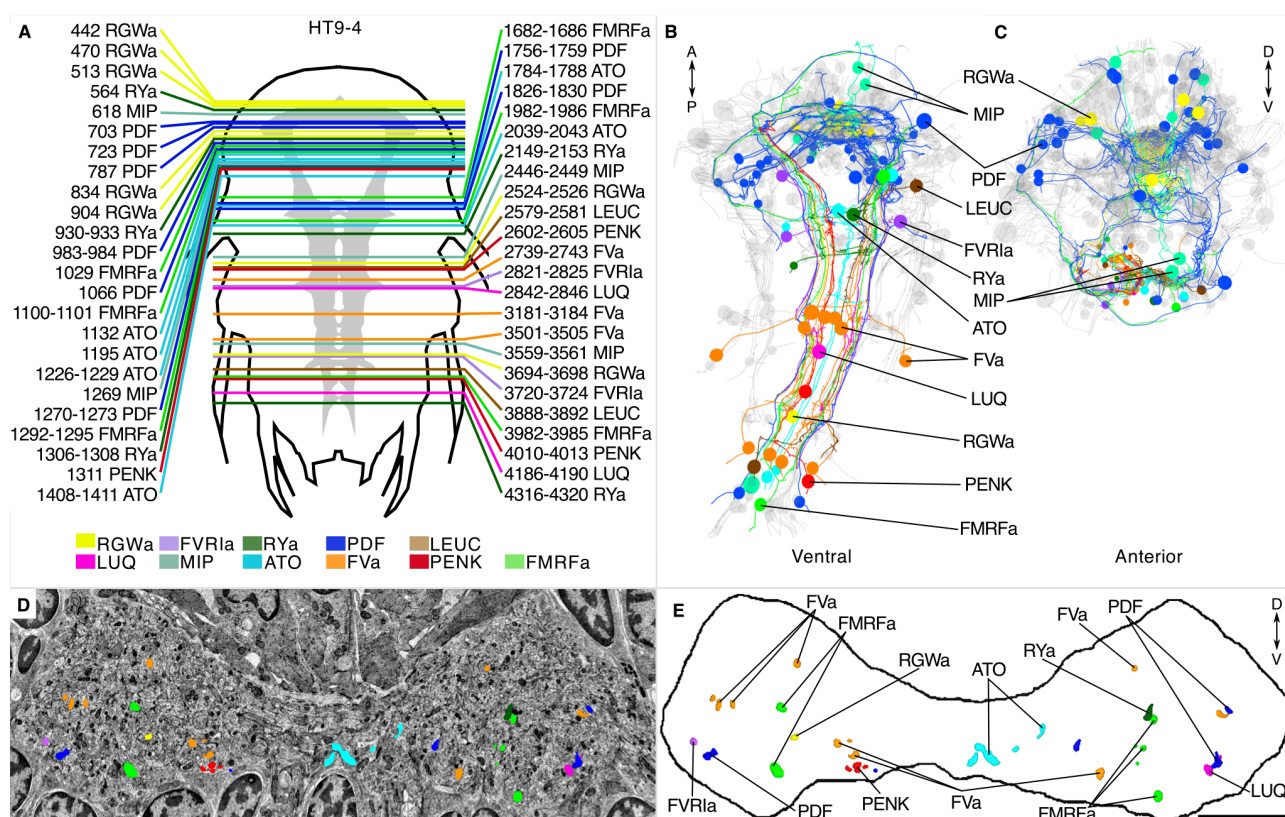 A
HT9-4
442 RGWa
470 RGWa
513 RGWa
564 RYa
618 MIP
703 PDF
723 PDF
787 PDF
834 RGWa
904 RGWa
930-933 RYa
983-984 PDF
1029 FMRFa
1066 PDF
1100-1101 FMRFa
1132 ATO
1195 ATO
1226-1229 ATO
1269 MIP
1270-1273 PDF
1292-1295 FMRFa
1306-1308 RYa
1311 PENK
1408-1411 ATO
1682-1686 FMRFa
1756-1759 PDF
1784-1788 ATO
1826-1830 PDF
1982-1986 FMRFa
2039-2043 ATO
2149-2153 RYa
2446-2449 MIP
2524-2526 RGWa
2579-2581 LEUC
2602-2605 PENK
2739-2743 FVa
2821-2825 FVRIa
2842-2846 LUQ
3181-3184 FVa
3501-3505 FVa
3559-3561 MIP
3694-3698 RGWa
3720-3724 FVRIa
3888-3892 LEUC
3982-3985 FMRFa
4010-4013 PENK
4186-4190 LUQ
4316-4320 RYa
RGWa FVRIa RYa PDF LEUC
LUQ MIP ATO FVa PENK FMRFa
B
A
P
C
D
V
RGWa
MIP
PDF
LEUC
FVRIa
RYa
MIP
ATO
FVa
LUQ
RGWa
PENK
FMRFa
Ventral
Anterior
D
E
D
V
FVa
FMRFa
RGWa
ATO
RYa
FVa
PDF
FVRIa
PDF
PENK
FVa
FMRFa
LUQ